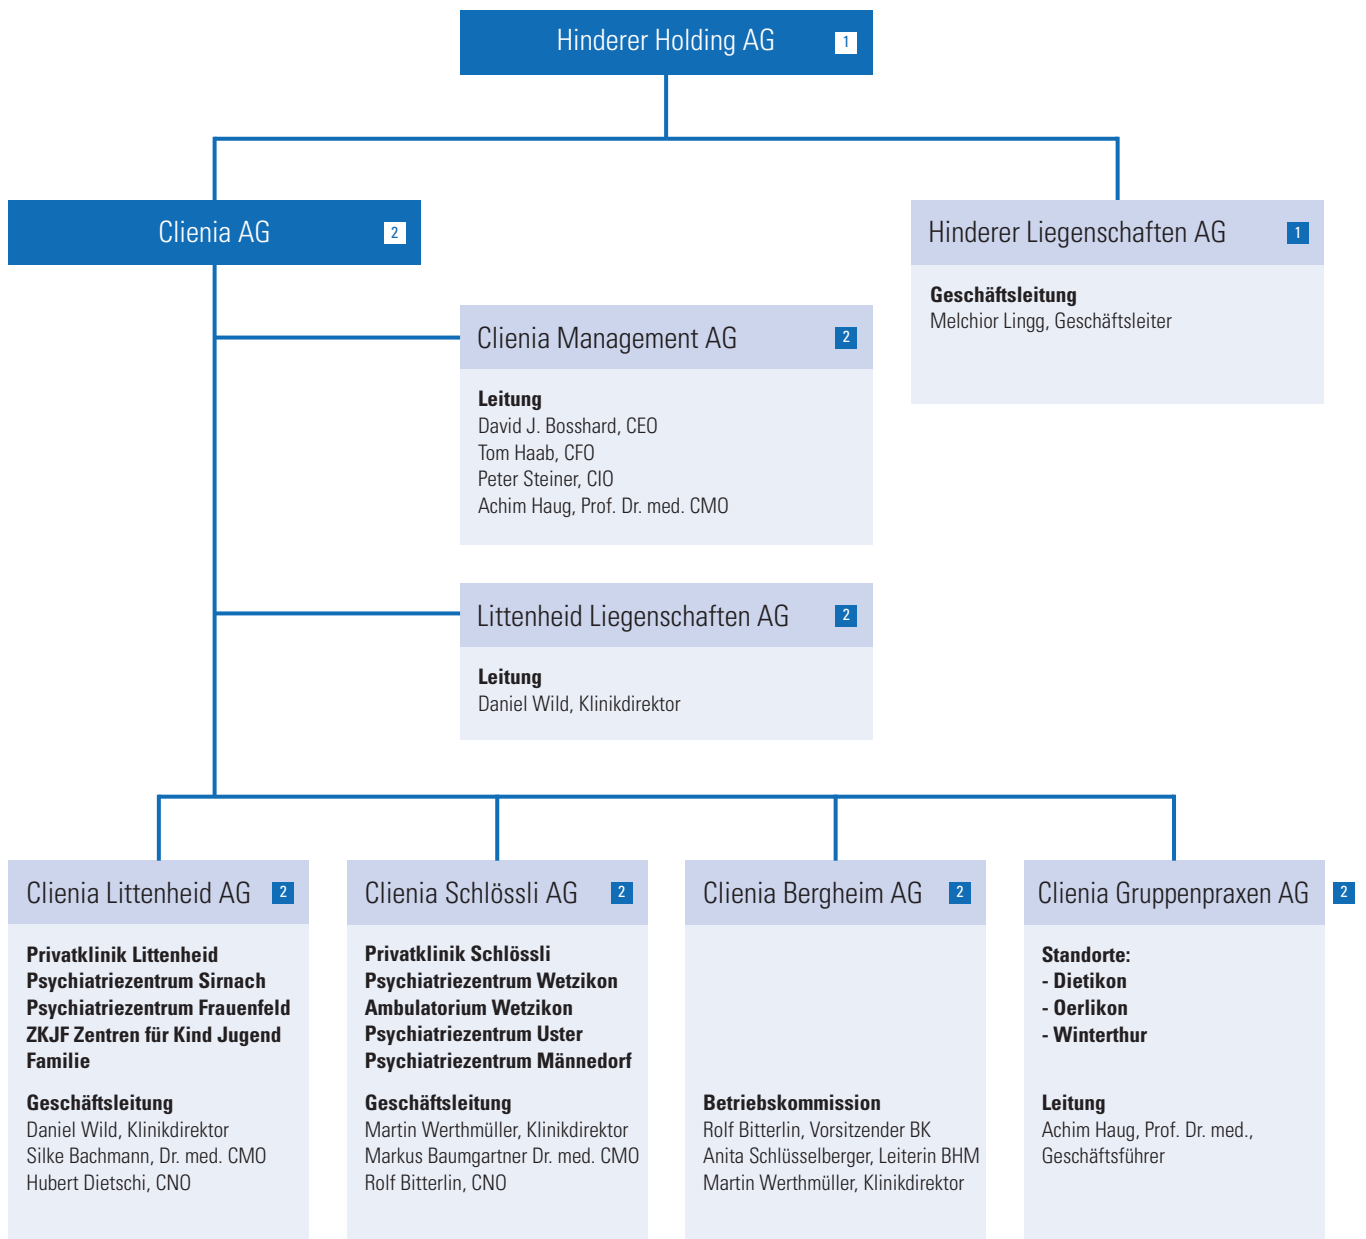 Hinderer Holding AG 1
Clienia AG 2
Hinderer Liegenschaften AG 1
Geschäftsleitung
Melchior Lingg, Geschäftsleiter
Clienia Management AG 2
Leitung
David J. Bosshard, CEO
Tom Haab, CFO
Peter Steiner, CIO
Achim Haug, Prof. Dr. med. CMO
Littenheid Liegenschaften AG 2
Leitung
Daniel Wild, Klinikdirektor
Clienia Littenheid AG 2
Privatklinik Littenheid
Psychiatriezentrum Sirnach
Psychiatriezentrum Frauenfeld
ZKJF Zentren für Kind Jugend
Familie
Geschäftsleitung
Daniel Wild, Klinikdirektor
Silke Bachmann, Dr. med. CMO
Hubert Dietschi, CNO
Clienia Schlössli AG 2
Privatklinik Schlössli
Psychiatriezentrum Wetzikon
Ambulatorium Wetzikon
Psychiatriezentrum Uster
Psychiatriezentrum Männedorf
Geschäftsleitung
Martin Werthmüller, Klinikdirektor
Markus Baumgartner Dr. med. CMO
Rolf Bitterlin, CNO
Clienia Bergheim AG 2
Betriebskommission
Rolf Bitterlin, Vorsitzender BK
Anita Schlüsselberger, Leiterin BHM
Martin Werthmüller, Klinikdirektor
Clienia Gruppenpraxen AG 2
Standorte:
- Dietikon
- Oerlikon
- Winterthur
Leitung
Achim Haug, Prof. Dr. med.,
Geschäftsführer